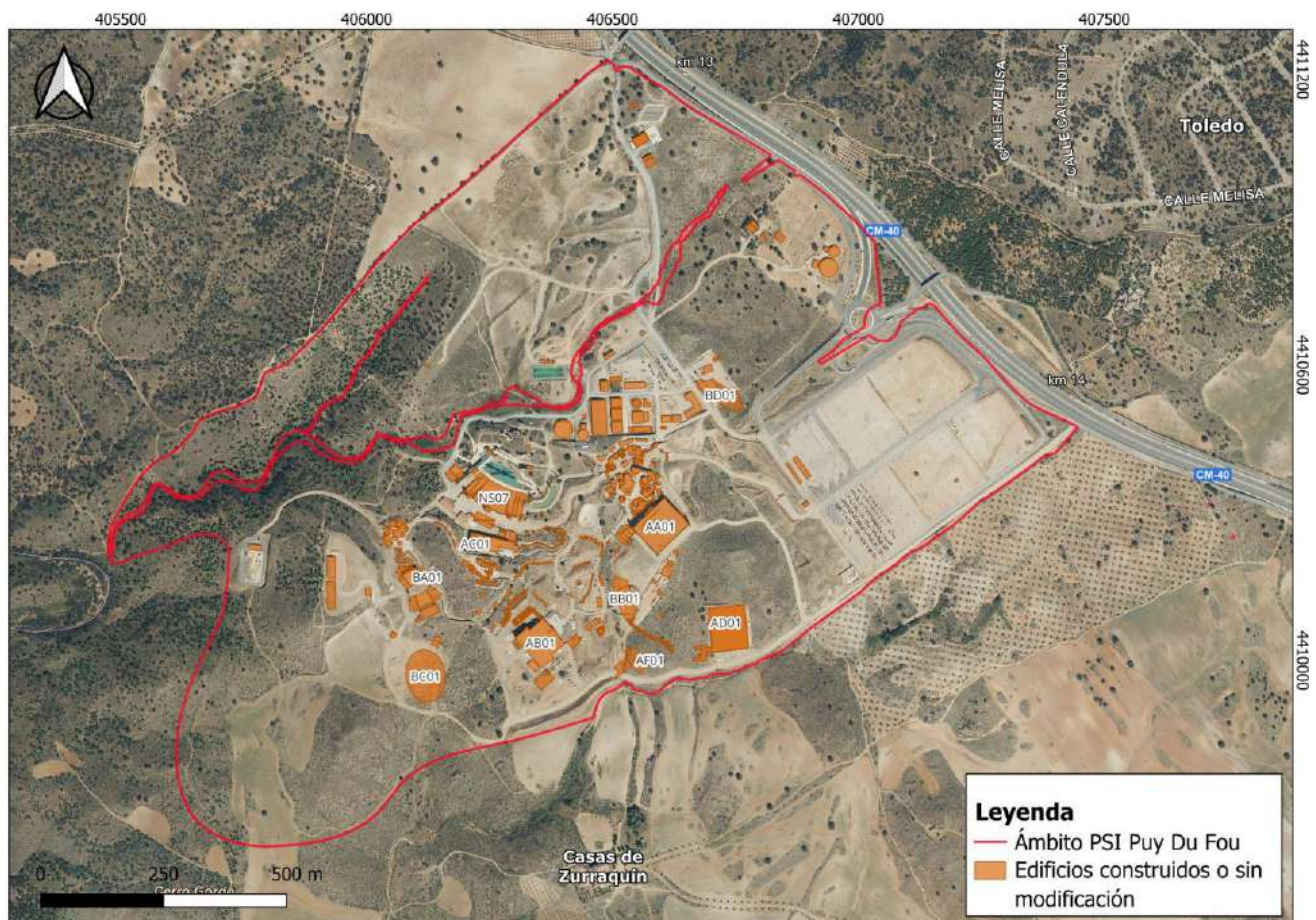 405500 406000 406500 407000 407500
4411200
km 13
CALLE MELISA
CALLE CALENDULA
Toledo
CALLE MELISA
CM-40
4410600
km 14
BD01
CM-40
NS07
AA01
AC01
BA01
BB01
AD01
AB01
AF01
BC01
4410000
Leyenda
Ámbito PSI Puy Du Fou
Edificios construidos o sin
modificación
Casas de
Zurraquín
0 250 500 m
Cerro Gordo